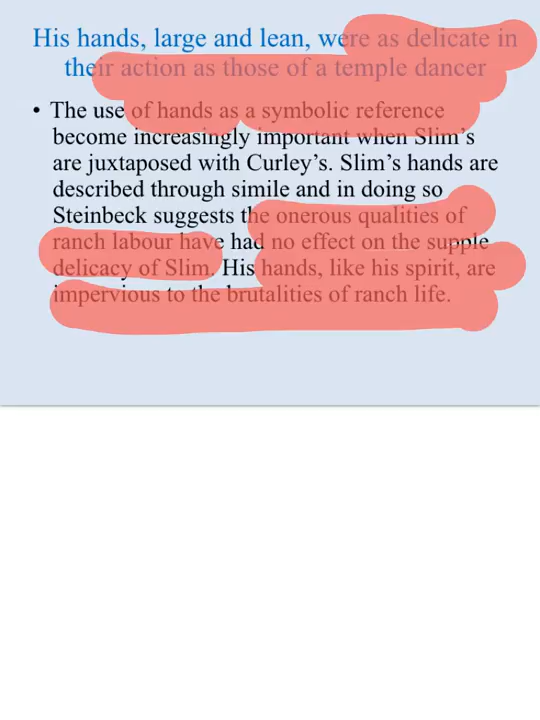 His hands, large and lean, were as delicate in
their action as those of a temple dancer
• The use of hands as a symbolic reference
become increasingly important when Slim's
are juxtaposed with Curley's. Slim's hands are
described through simile and in doing so
Steinbeck suggests the onerous qualities of
ranch labour have had no effect on the supple
delicacy of Slim. His hands, like his spirit, are
impervious to the brutalities of ranch life.